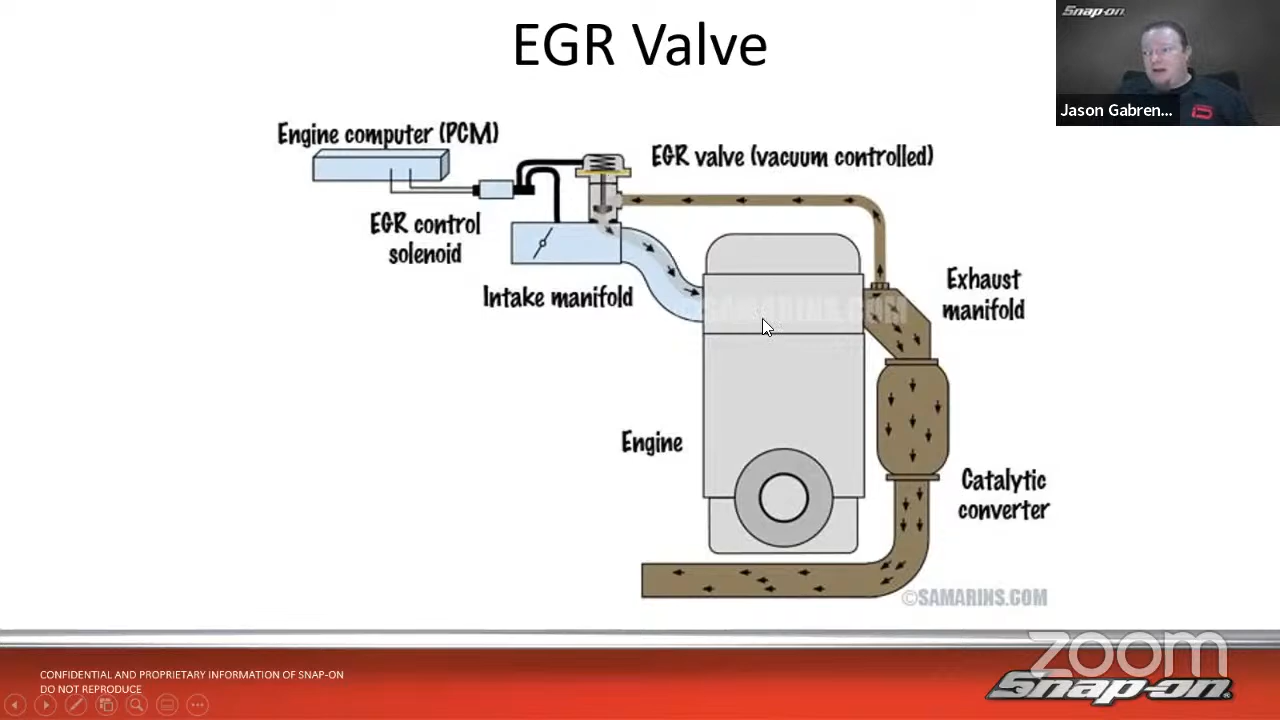 EGR Valve
Snap-on
Jason Gabren...
Engine computer (PCM)
EGR valve (vacuum controlled)
EGR control
solenoid
Intake manifold
Exhaust
manifold
SAMARINS.COM
Engine
Catalytic
converter
©SAMARINS.COM
CONFIDENTIAL AND PROPRIETARY INFORMATION OF SNAP-ON
DO NOT REPRODUCE
zoom
Snap-on